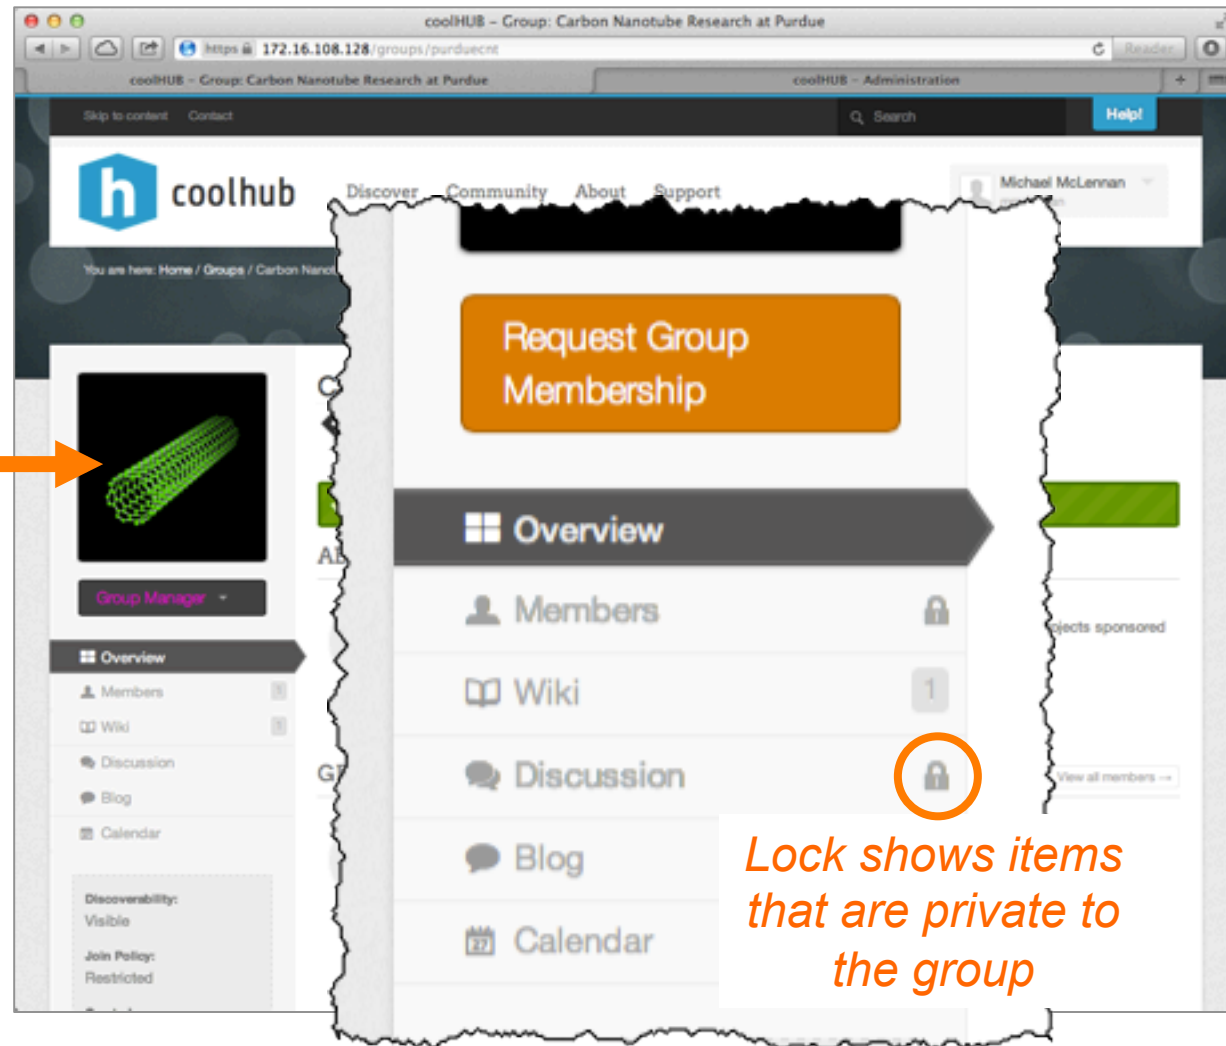 coolHUB – Group: Carbon Nanotube Research at Purdue
https 172.16.108.128/groups/purduecnt
Reader
coolHUB – Group: Carbon Nanotube Research at Purdue
coolHUB – Administration
Skip to content Contact
Search
Help!
h coolhub
Discover Community About Support
Michael McLennan
You are here: Home / Groups / Carbon
Group Manager
Overview
Members 1
Wiki 1
Discussion
Blog
Calendar
Discoverability:
Visible
Join Policy:
Restricted
Request Group
Membership
Overview
Members
Wiki 1
Discussion
Blog
27 Calendar
sponsored
View all members →
Lock shows items
that are private to
the group